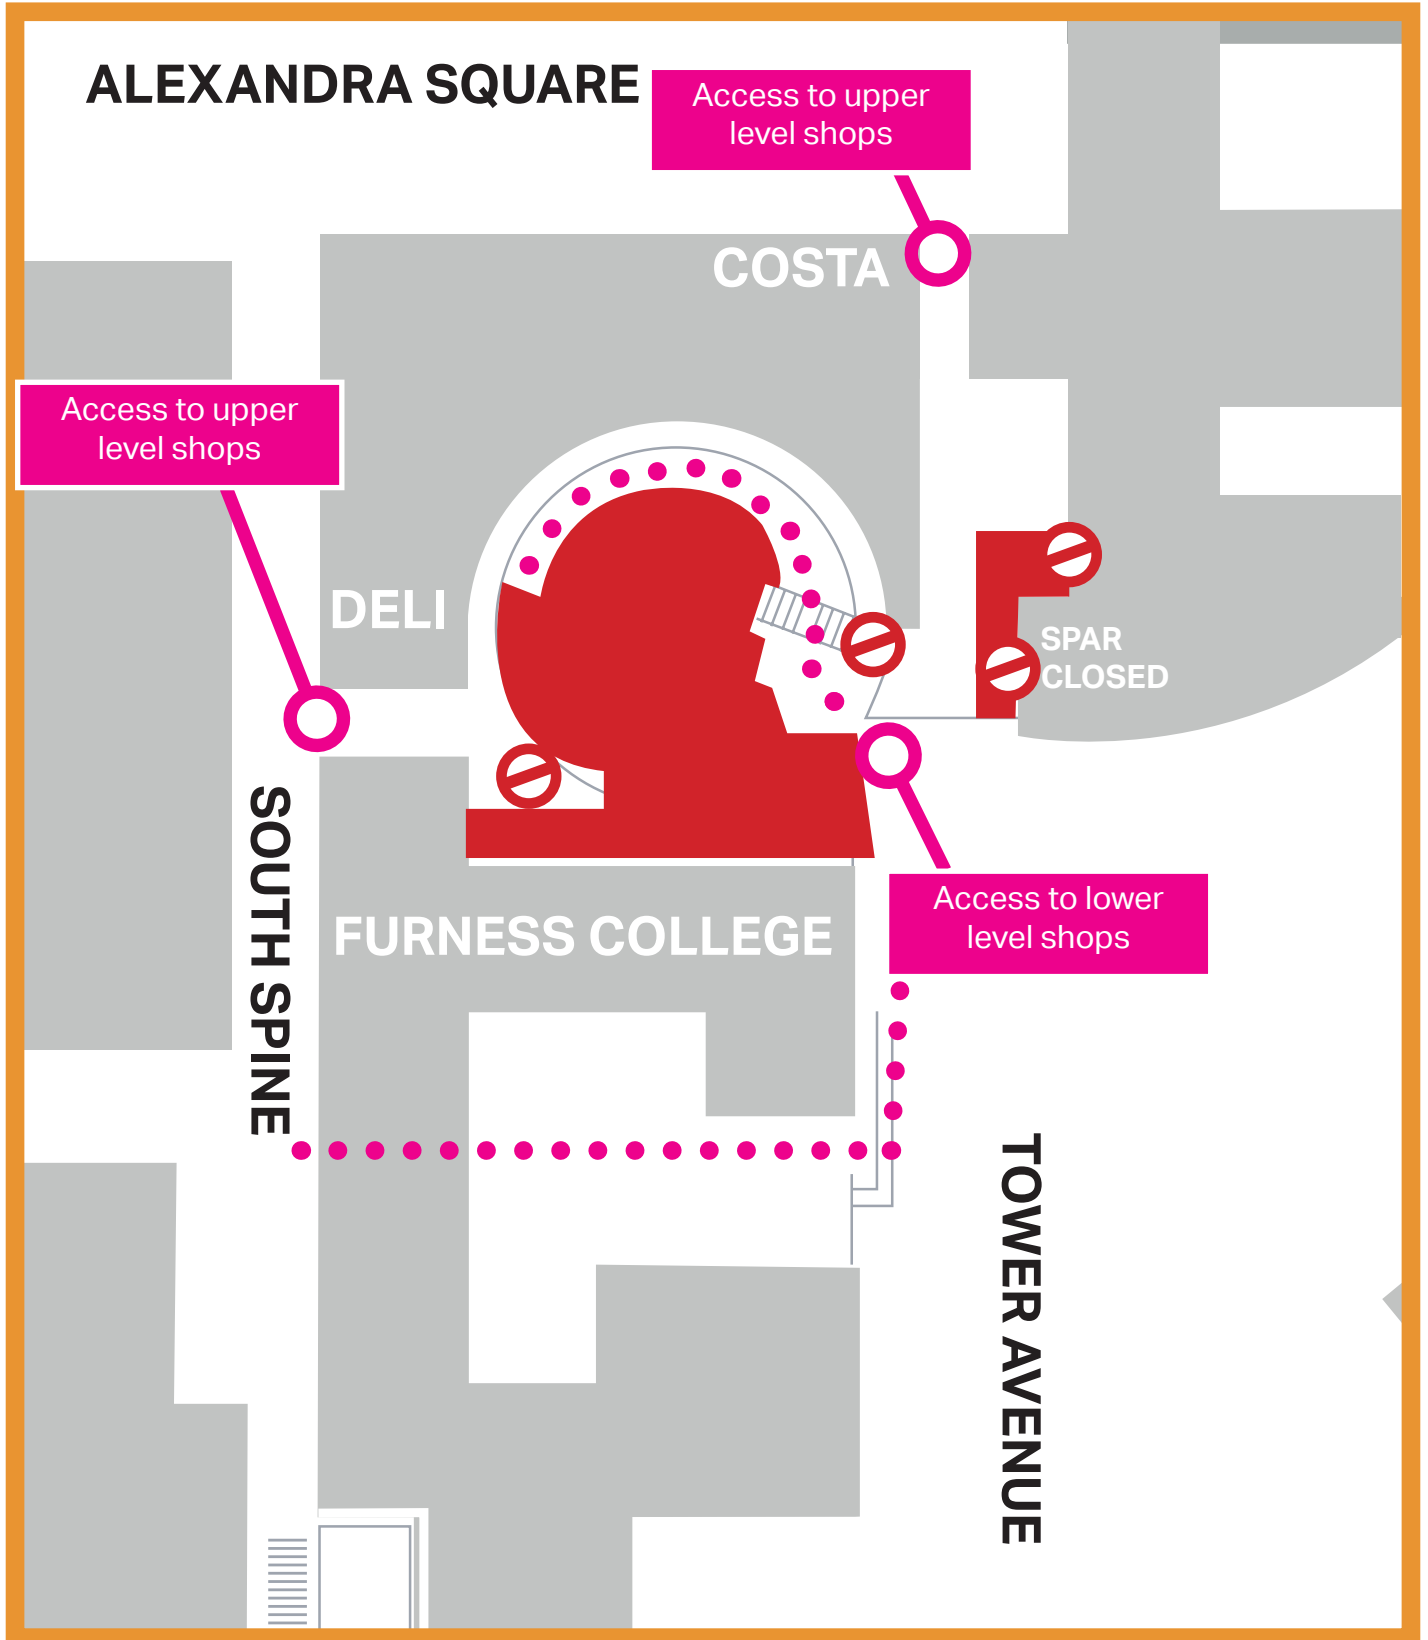 ALEXANDRA SQUARE
Access to upper
level shops
COSTA
Access to upper
level shops
DELI
SPAR
CLOSED
SOUTH SPINE
FURNESS COLLEGE
Access to lower
level shops
TOWER AVENUE